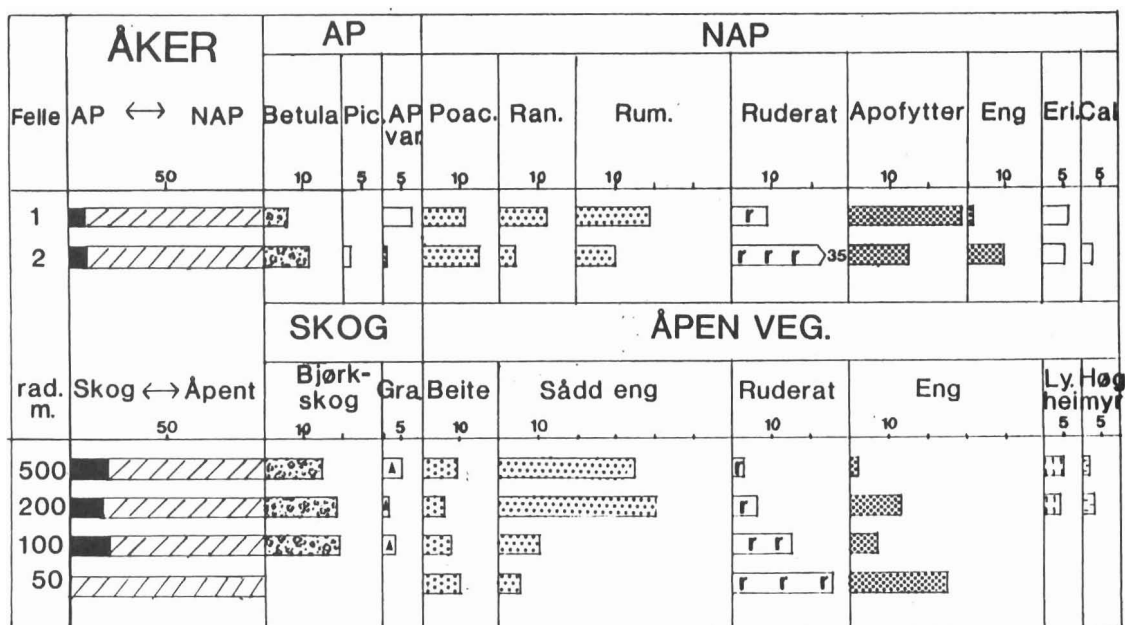 ÅKER AP NAP
Felle AP ↔ NAP Betula Pic. AP Poac. Ran. Rum. Ruderat Apofytter Eng Eri. Cal
var
50 10 5 5 10 10 10 10 10 10 5 5
1 r
2 r r r 35
SKOG ÅPEN VEG.
rad. Skog ↔ Åpent Bjørk- Gra Beite Sådd eng Ruderat Eng Ly. Høg
m. skog hei myr
50 10 5 10 10 10 10 5 5
500 r
200 r
100 r r
50 r r r